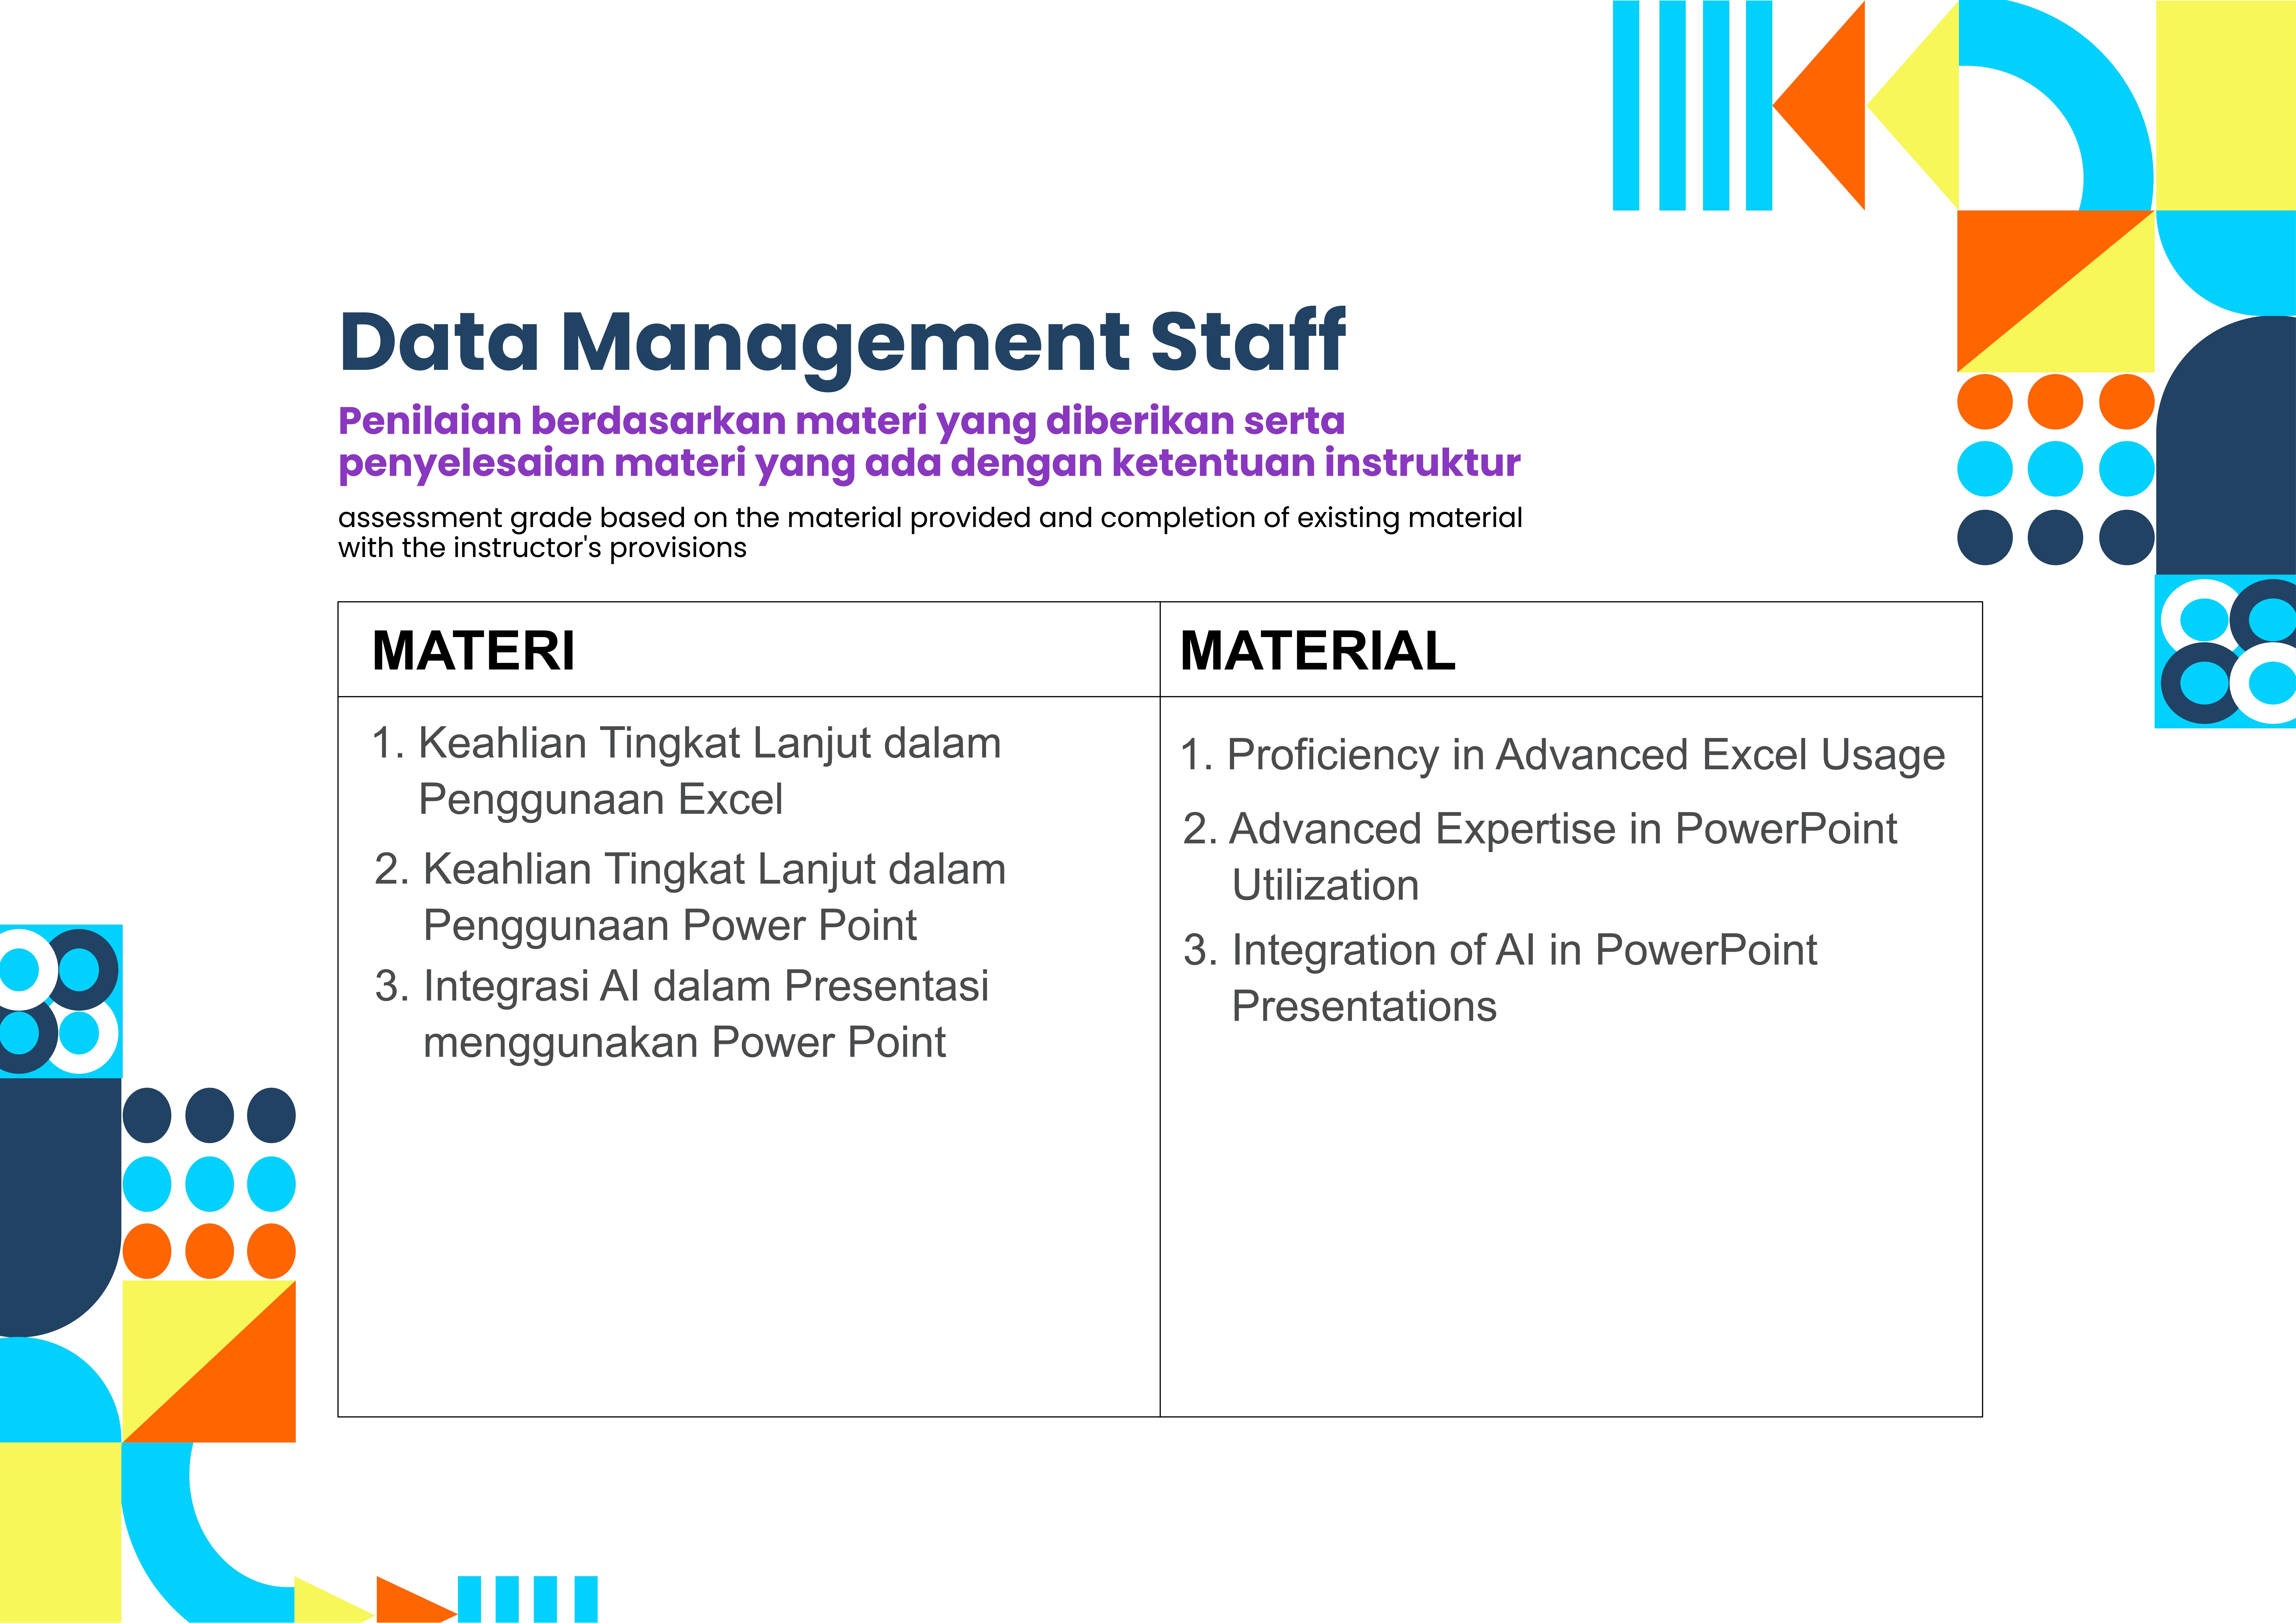 Data Management Staff
Penilaian berdasarkan materi yang diberikan serta
penyelesaian materi yang ada dengan ketentuan instruktur
assessment grade based on the material provided and completion of existing material
with the instructor's provisions
MATERI
1. Keahlian Tingkat Lanjut dalam
Penggunaan Excel
2. Keahlian Tingkat Lanjut dalam
Penggunaan Power Point
3. Integrasi AI dalam Presentasi
menggunakan Power Point
MATERIAL
1. Proficiency in Advanced Excel Usage
2. Advanced Expertise in PowerPoint
Utilization
3. Integration of AI in PowerPoint
Presentations